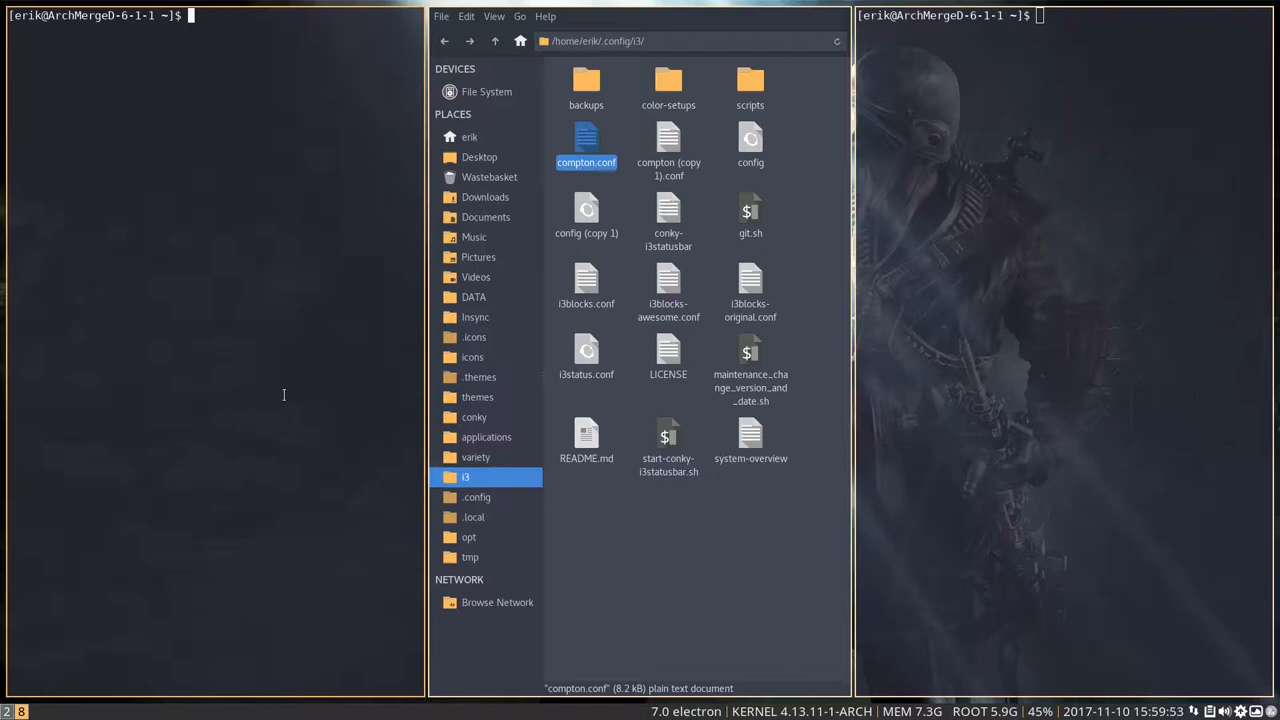 [erik@ArchMergeD-6-1-1 ~]$
File Edit View Go Help
/home/erik/.config/i3/
DEVICES
File System
PLACES
erik
Desktop
Wastebasket
Downloads
Documents
Music
Pictures
Videos
DATA
Insync
.icons
icons
.themes
themes
conky
applications
variety
i3
.config
.local
opt
tmp
NETWORK
Browse Network
backups
color-setups
scripts
compton.conf
compton (copy
1).conf
config
config (copy 1)
conky-
i3statusbar
git.sh
i3blocks.conf
i3blocks-
awesome.conf
i3blocks-
original.conf
i3status.conf
LICENSE
maintenance_cha
nge_version_and
_date.sh
README.md
start-conky-
i3statusbar.sh
system-overview
"compton.conf" (8.2 kB) plain text document
[erik@ArchMergeD-6-1-1 ~]$
2 8
7.0 electron | KERNEL 4.13.11-1-ARCH | MEM 7.3G ROOT 5.9G | 45% | 2017-11-10 15:59:53